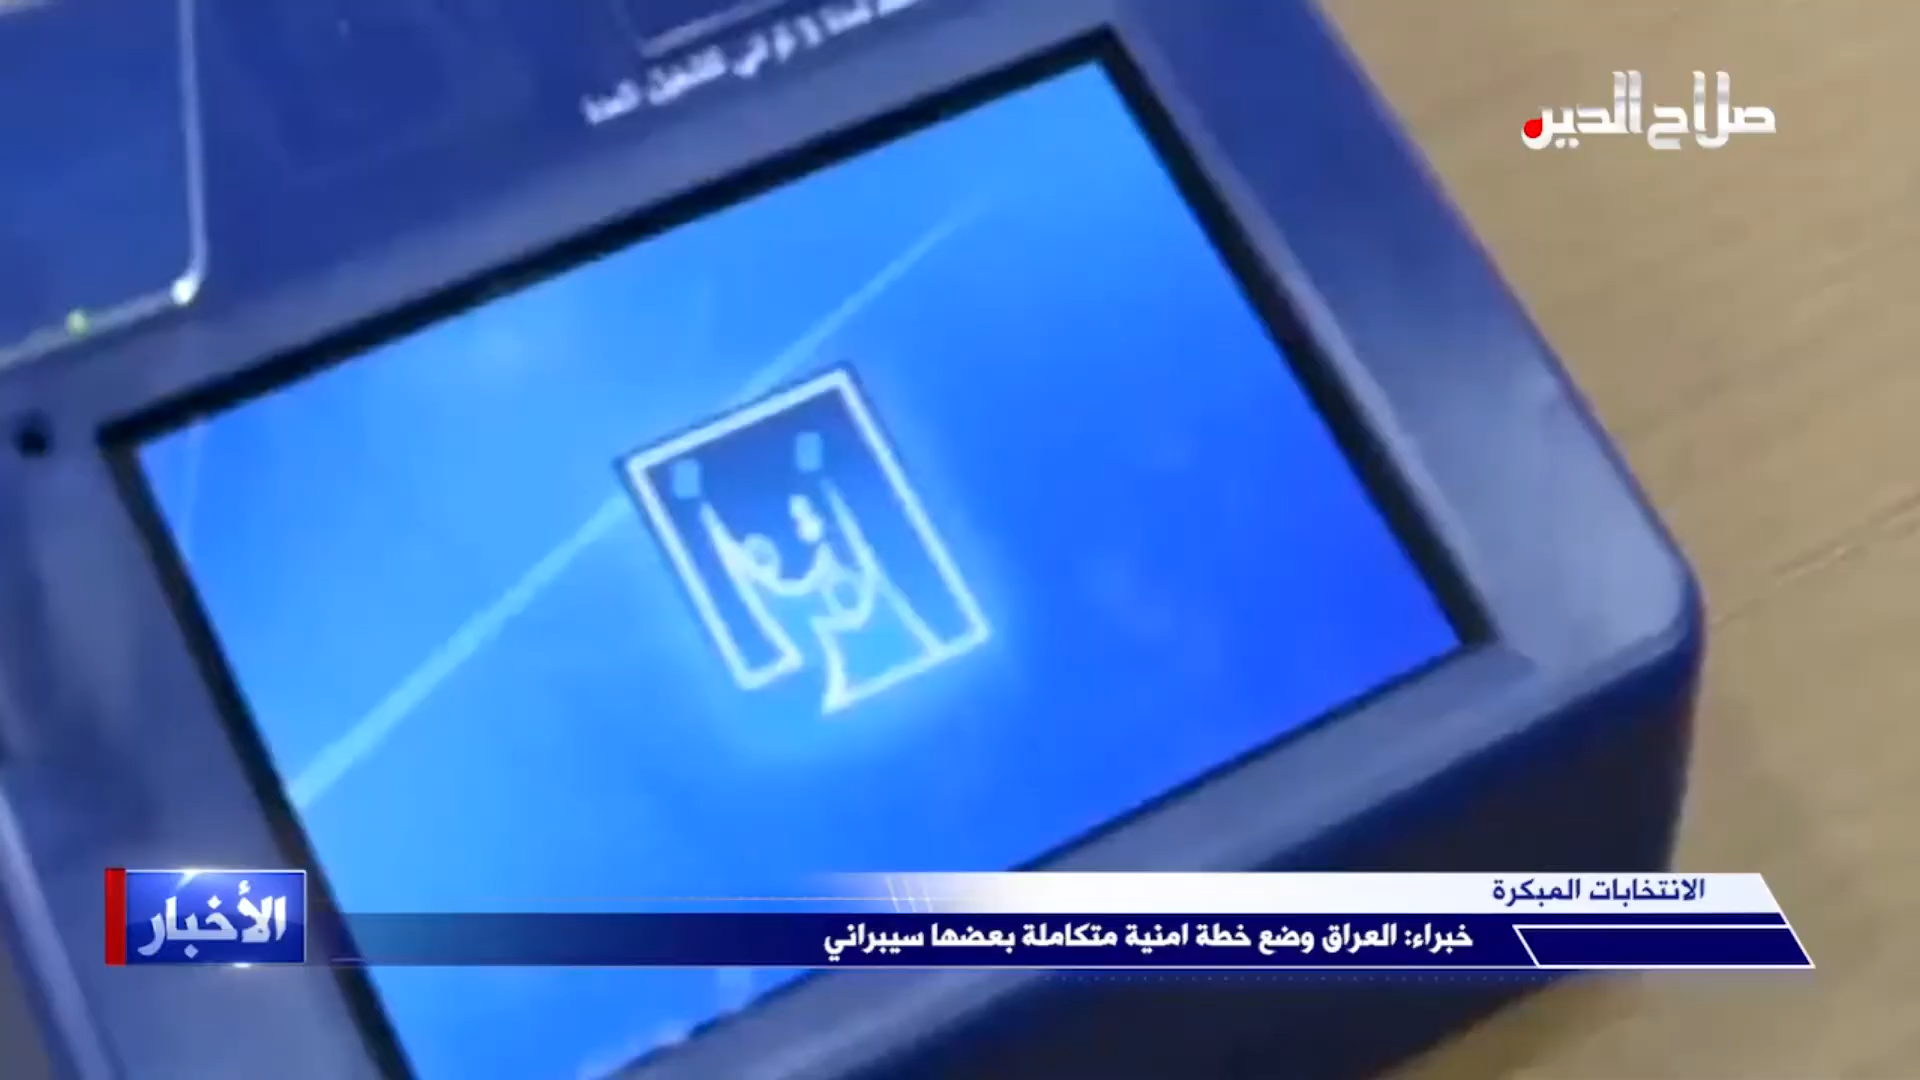 صلاح الدين
الانتخابات المبكرة
خبراء: العراق وضع خطة امنية متكاملة بعضها سيبراني
الأخبار